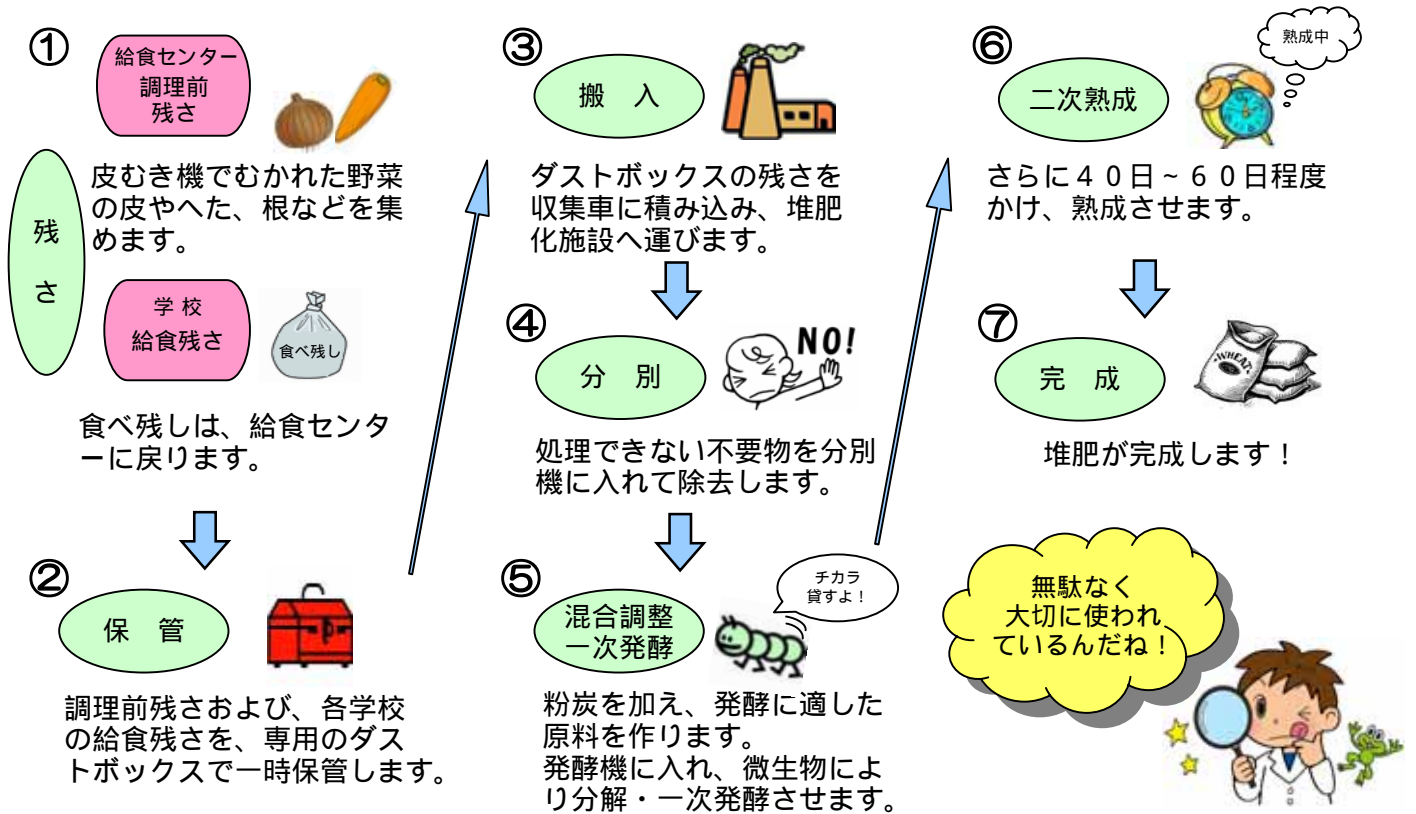 ①
給食センター
調理前
残さ
残
さ
皮むき機でむかれた野菜
の皮やへた、根などを集
めます。
学 校
給食残さ
食べ残し
食べ残しは、給食センタ
ーに戻ります。
②
保 管
調理前残さおよび、各学校
の給食残さを、専用のダス
トボックスで一時保管します。
③
搬 入
ダストボックスの残さを
収集車に積み込み、堆肥
化施設へ運びます。
④
分 別
NO!
処理できない不要物を分別
機に入れて除去します。
⑤
混合調整
一次発酵
チカラ
貸すよ！
粉炭を加え、発酵に適した
原料を作ります。
発酵機に入れ、微生物によ
り分解・一次発酵させます。
⑥
二次熟成
熟成中
さらに４０日~６０日程度
かけ、熟成させます。
⑦
完 成
WHEAT
堆肥が完成します！
無駄なく
大切に使われ
ているんだね！